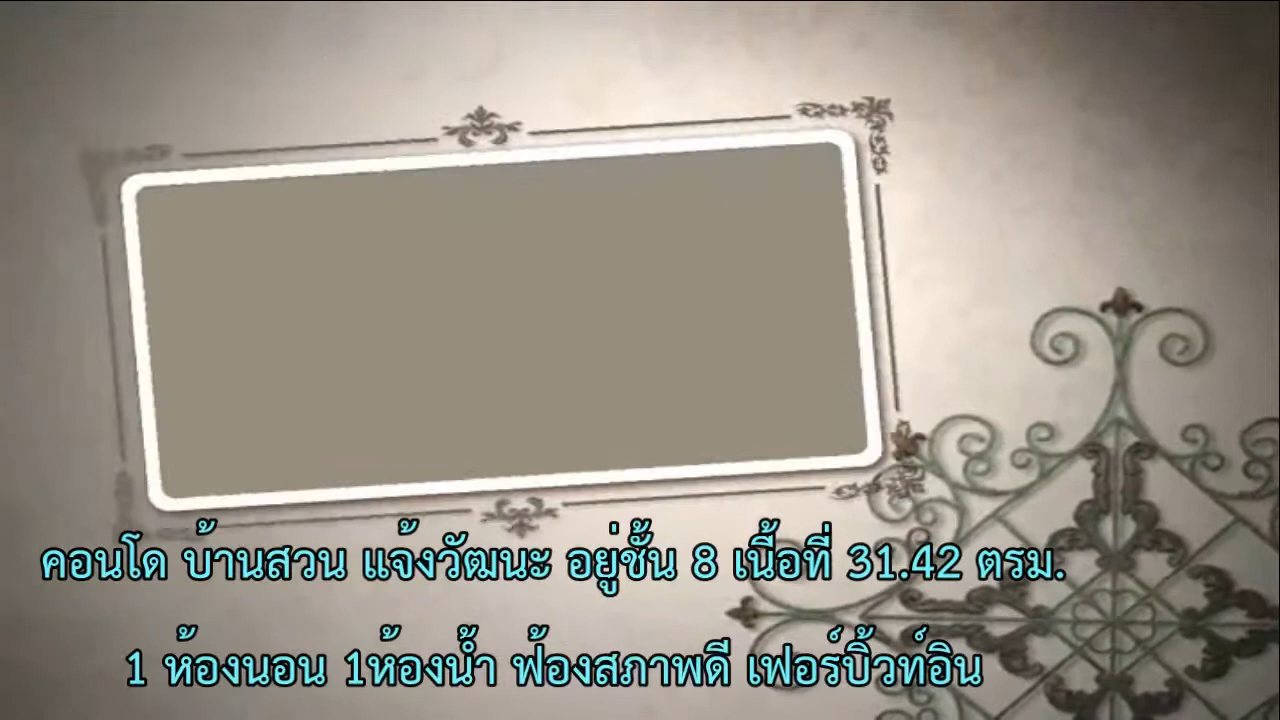 คอนโด บ้านสวน แจ้งวัฒนะ อยู่ชั้น 8 เนื้อที่ 31.42 ตรม.
1 ห้องนอน 1ห้องน้ำ ฟ้องสภาพดี เฟอร์บิ้วท์อิน